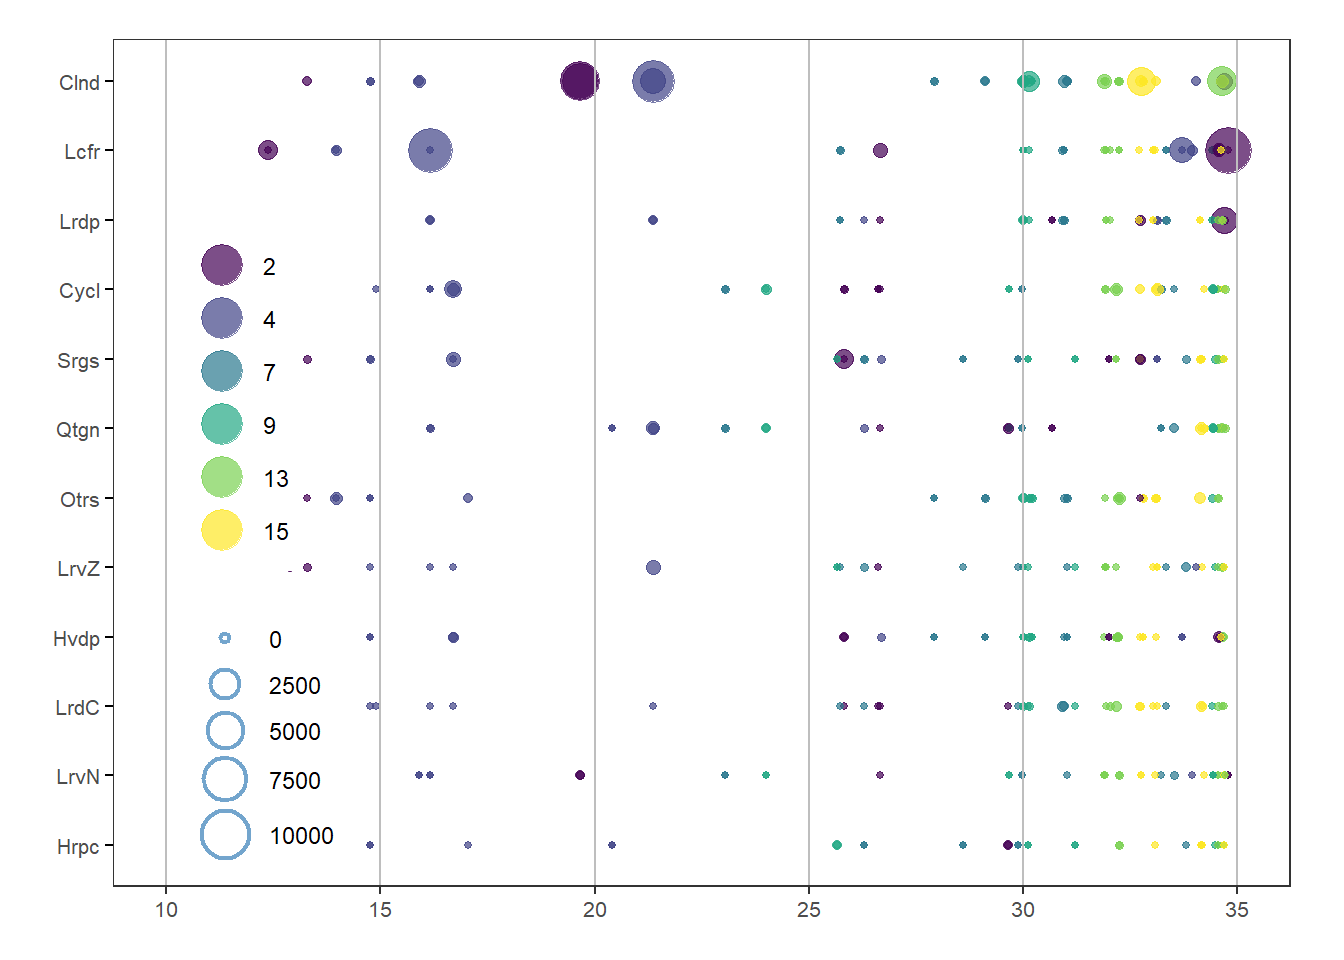 Clnd
Lcfr
Lrdp
2
Cycl
4
Srgs
7
9
Qtgn
13
Otrs
15
LrvZ
-
Hvdp
0
2500
LrdC
5000
LrvN
7500
10000
Hrpc
10 15 20 25 30 35